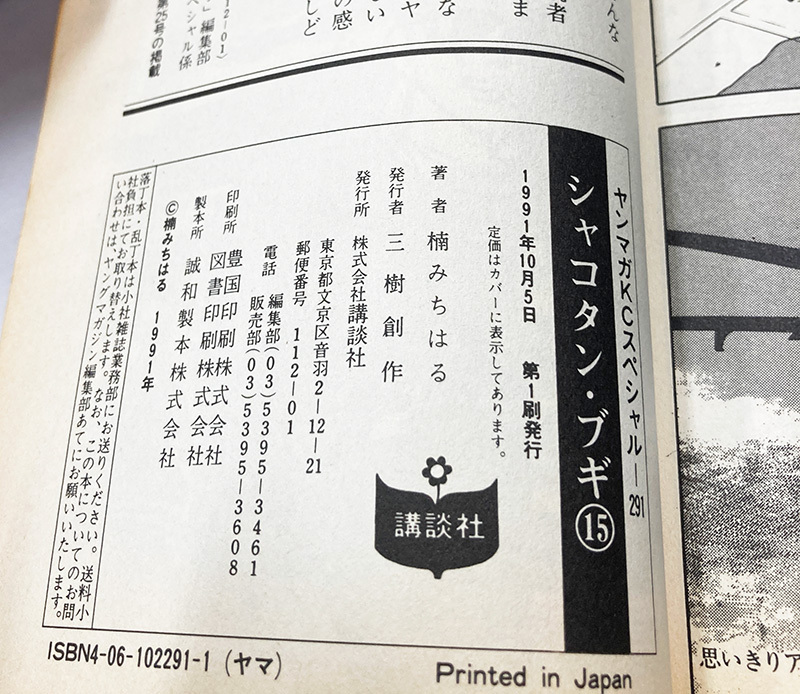 んな
者
ま
な
ヤ
い
の感
しど
12-01)
編集部
シャル係
第25号の掲載
ヤンマガKCスペシャル—291
シャコタン・ブギ⑮
1991年10月5日 第1刷発行
定価はカバーに表示してあります。
著者 楠みちはる
発行者 三樹創作
発行所 株式会社講談社
東京都文京区音羽2—12—21
郵便番号 112—01
電話 編集部(03)5395—3461
販売部(03)5395—3608
印刷所 豊国印刷株式会社
図書印刷株式会社
製本所 誠和製本株式会社
©楠みちはる 1991年
落丁本・乱丁本は小社雑誌業務部にお送りください。送料小
社負担にてお取り替えします。なお、この本についてのお問
い合わせは、ヤングマガジン編集部あてにお願いいたします。
講談社
ISBN4-06-102291-1 (ヤマ)
Printed in Japan
思いきりア